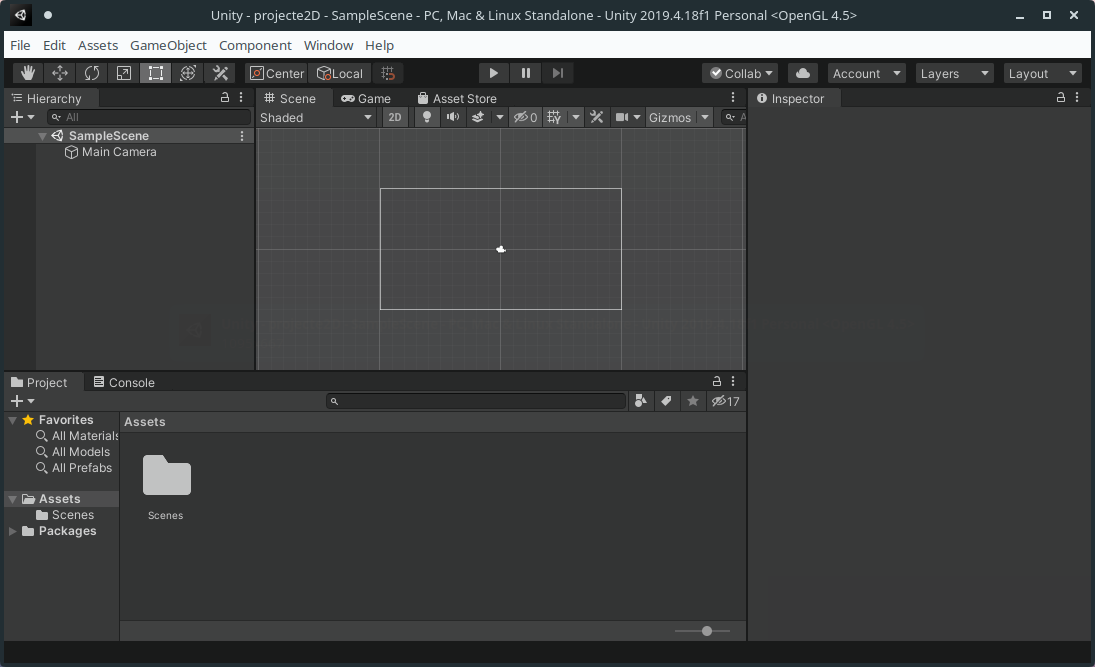 Unity - projecte2D - SampleScene - PC, Mac & Linux Standalone - Unity 2019.4.18f1 Personal <OpenGL 4.5>
File Edit Assets GameObject Component Window Help
Center Local Collab Account Layers Layout
Hierarchy Scene Game Asset Store Inspector
All Shaded 2D 0 Gizmos A
SampleScene
Main Camera
Project Console
17
Favorites Assets
All Materials
All Models
All Prefabs
Assets
Scenes Scenes
Packages